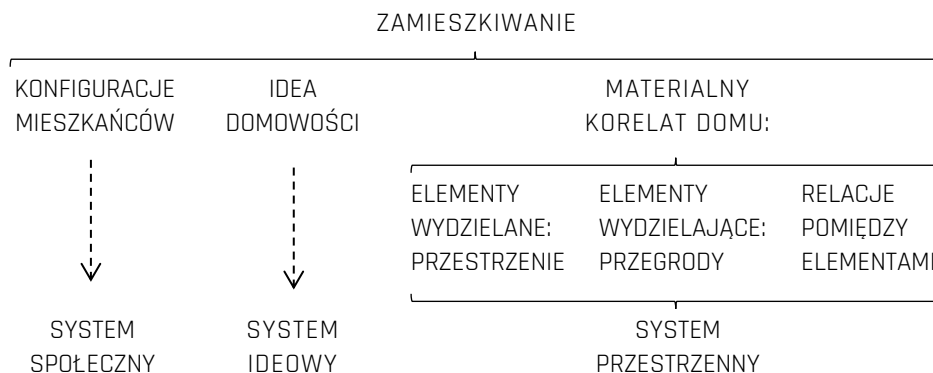 ZAMIESZKIWANIE
KONFIGURACJE
MIESZKAŃCÓW
IDEA
DOMOWOŚCI
MATERIALNY
KORELAT DOMU:
ELEMENTY
WYDZIELANE:
PRZESTRZENIE
ELEMENTY
WYDZIELAJĄCE:
PRZEGRODY
RELACJE
POMIĘDZY
ELEMENTAMI
SYSTEM
SPOŁECZNY
SYSTEM
IDEOWY
SYSTEM
PRZESTRZENNY